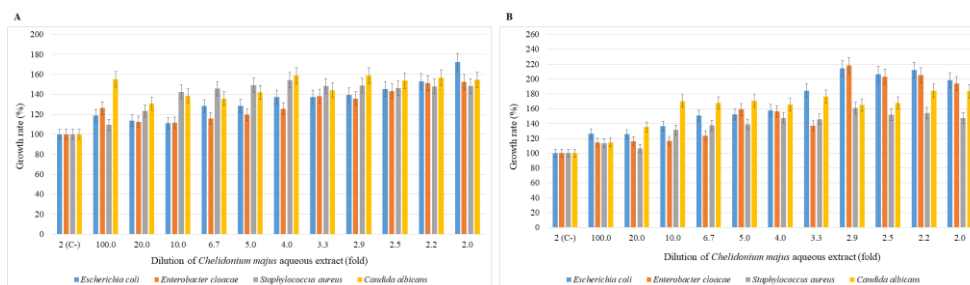 A
200
180
160
140
120
100
80
60
40
20
0
Growth rate (%)
2 (C-) 100.0 20.0 10.0 6.7 5.0 4.0 3.3 2.9 2.5 2.2 2.0
Dilution of Chelidonium majus aqueous extract (fold)
Escherichia coli Enterobacter cloacae Staphylococcus aureus Candida albicans
B
260
240
220
200
180
160
140
120
100
80
60
40
20
0
Growth rate (%)
2 (C-) 100.0 20.0 10.0 6.7 5.0 4.0 3.3 2.9 2.5 2.2 2.0
Dilution of Chelidonium majus aqueous extract (fold)
Escherichia coli Enterobacter cloacae Staphylococcus aureus Candida albicans